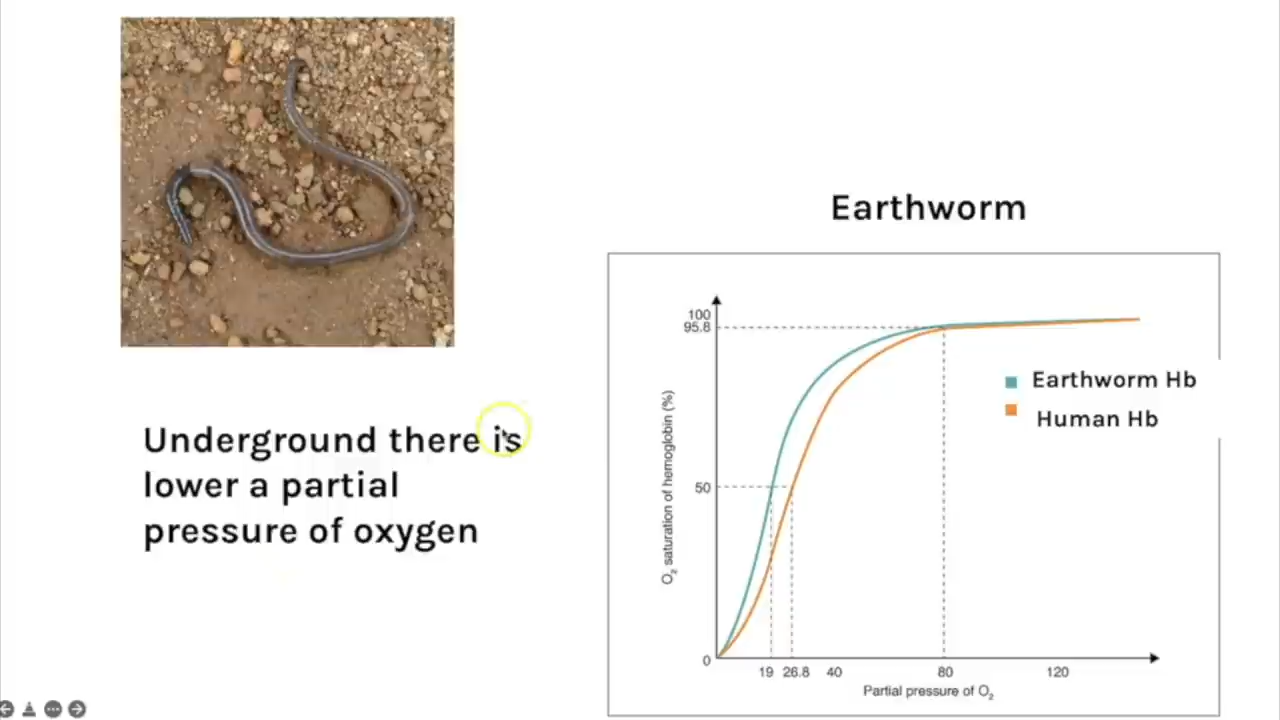 Earthworm
Underground there is
lower a partial
pressure of oxygen
O₂ saturation of hemoglobin (%)
100
95.8
50
0
19 26.8 40 80 120
Partial pressure of O₂
Earthworm Hb
Human Hb